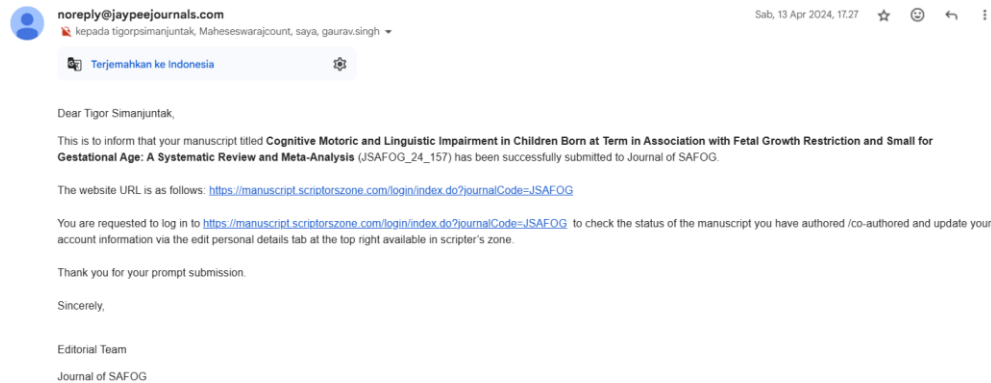 noreply@jaypeejournals.com
Sab, 13 Apr 2024, 17.27
kepada tigorpsimanjuntak, Maheseswarajcount, saya, gaurav.singh
Terjemahkan ke Indonesia
Dear Tigor Simanjuntak,
This is to inform that your manuscript titled Cognitive Motoric and Linguistic Impairment in Children Born at Term in Association with Fetal Growth Restriction and Small for
Gestational Age: A Systematic Review and Meta-Analysis (JSAFOG_24_157) has been successfully submitted to Journal of SAFOG.
The website URL is as follows: https://manuscript.scriptorszone.com/login/index.do?journalCode=JSAFOG
You are requested to log in to https://manuscript.scriptorszone.com/login/index.do?journalCode=JSAFOG to check the status of the manuscript you have authored /co-authored and update your
account information via the edit personal details tab at the top right available in scripter's zone.
Thank you for your prompt submission.
Sincerely,
Editorial Team
Journal of SAFOG